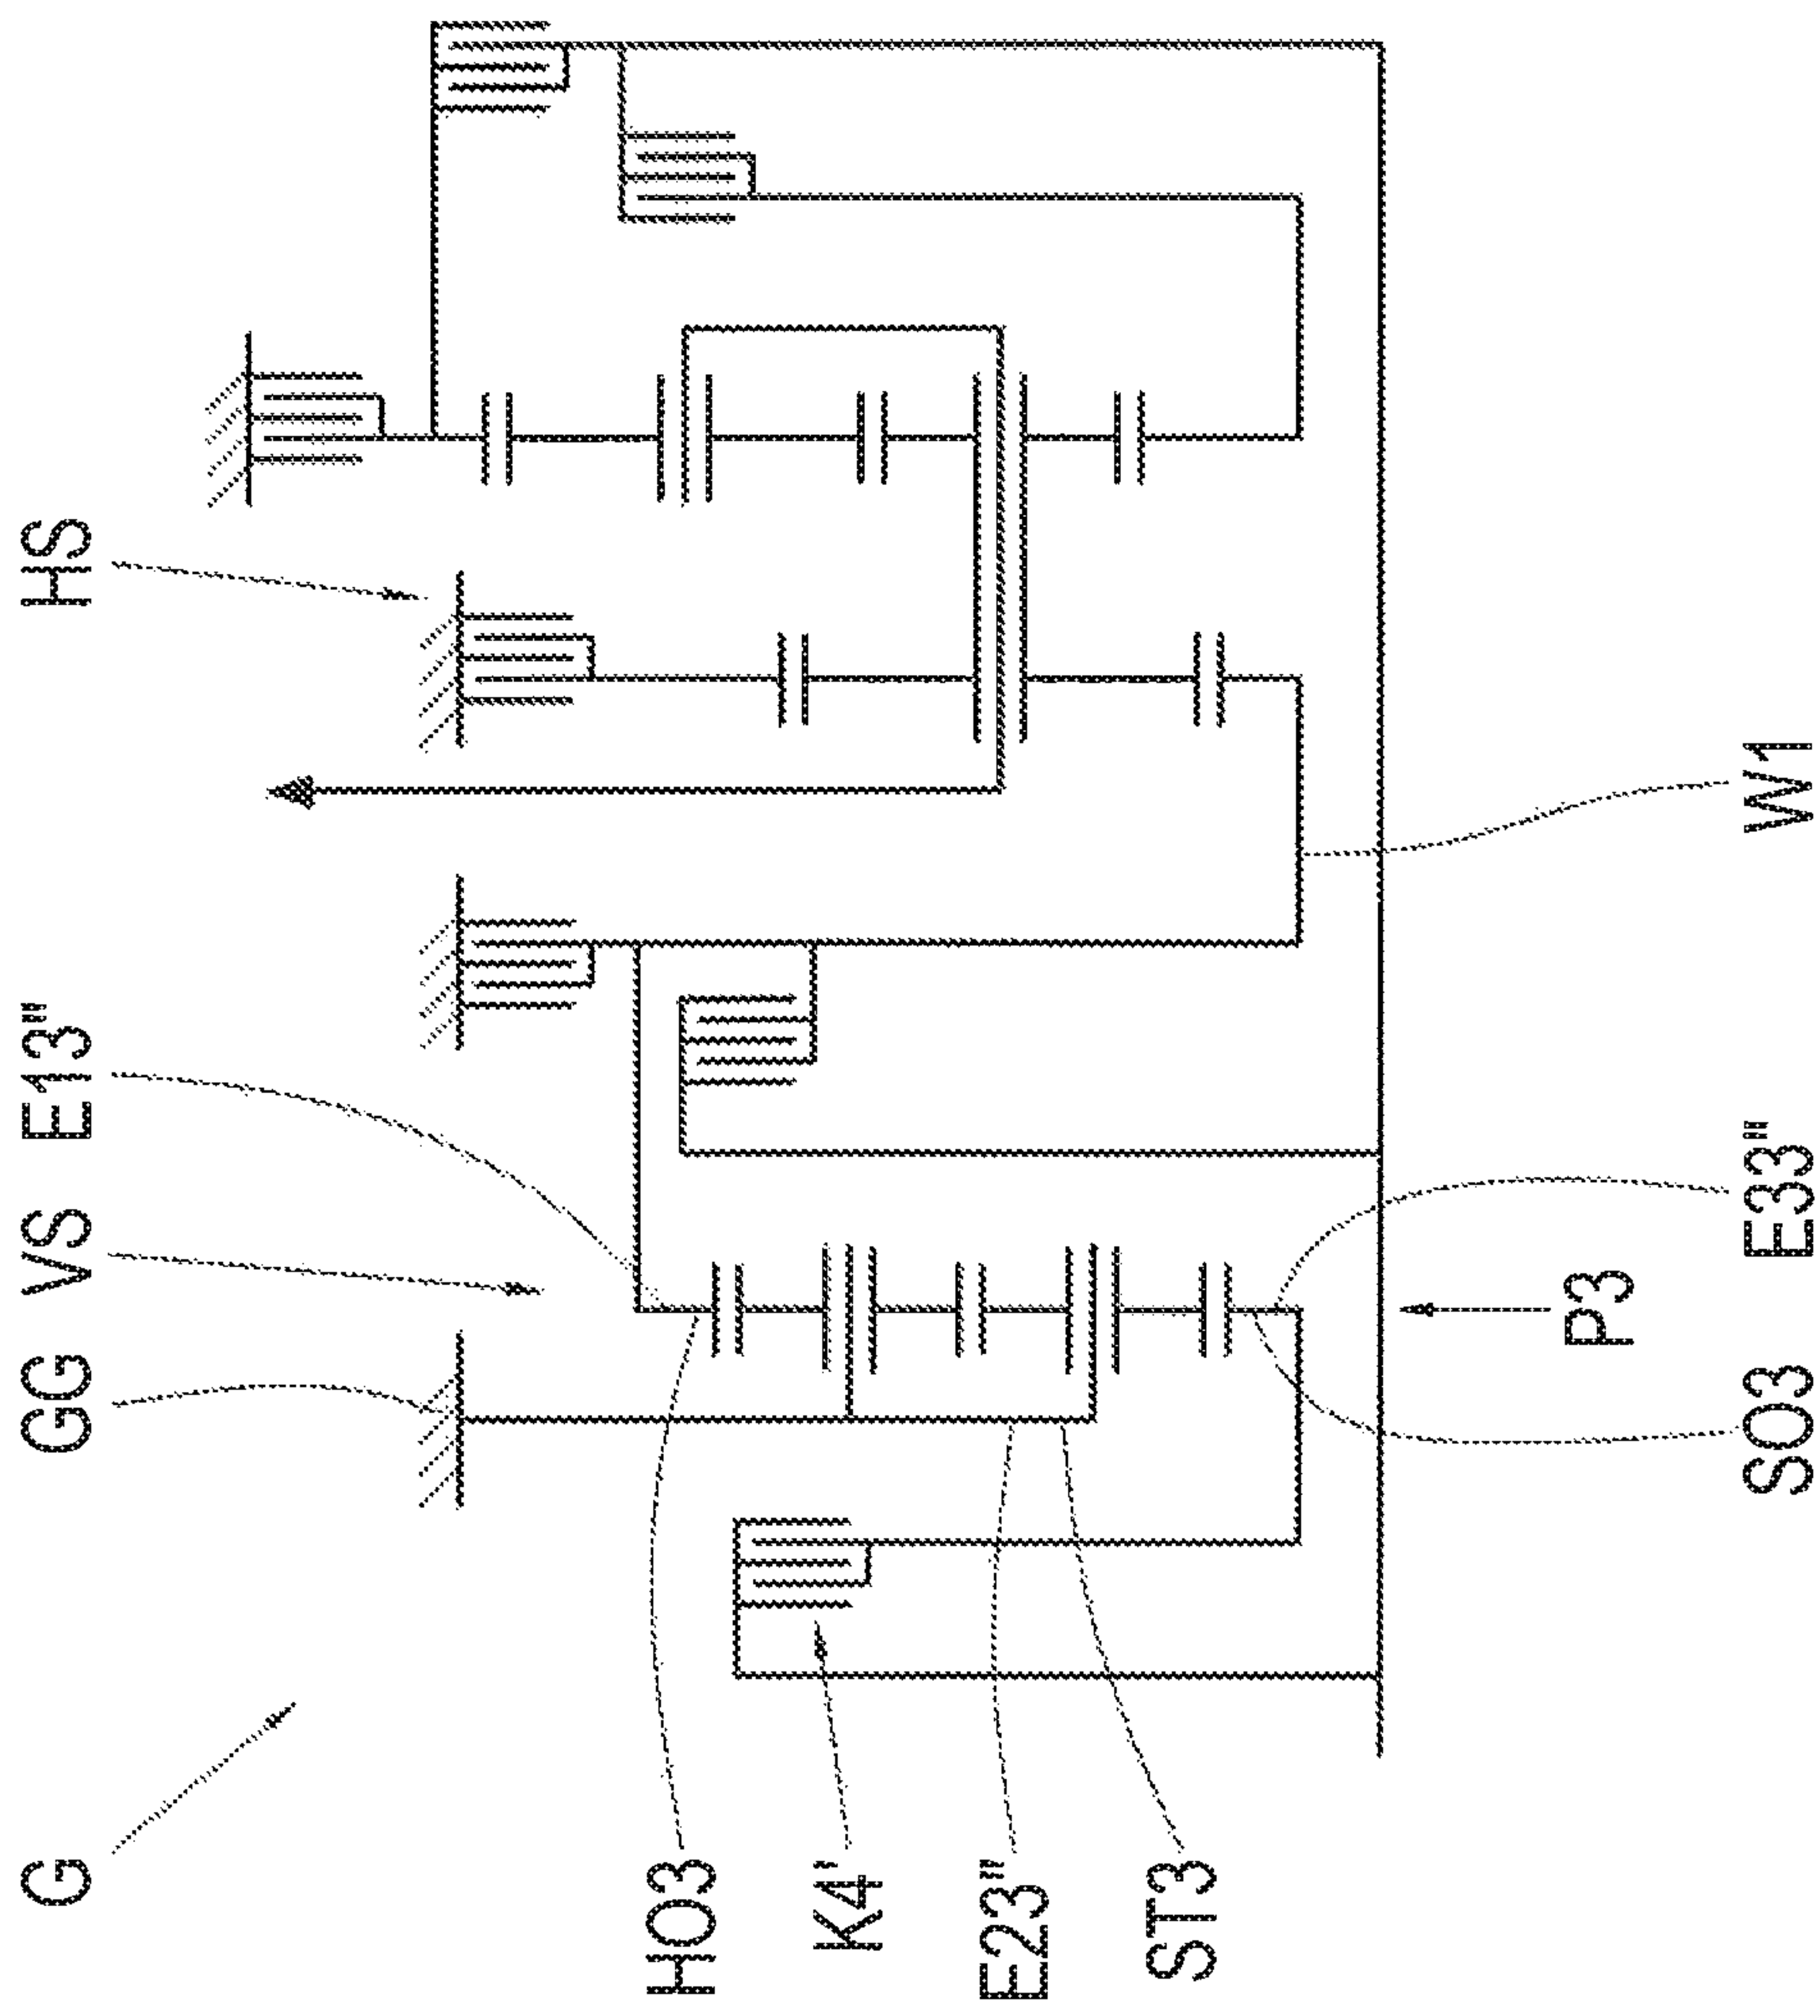 G
GG
VS
E13"
HS
HO3
K4'
E23"
ST3
P3
SO3
E33"
W1